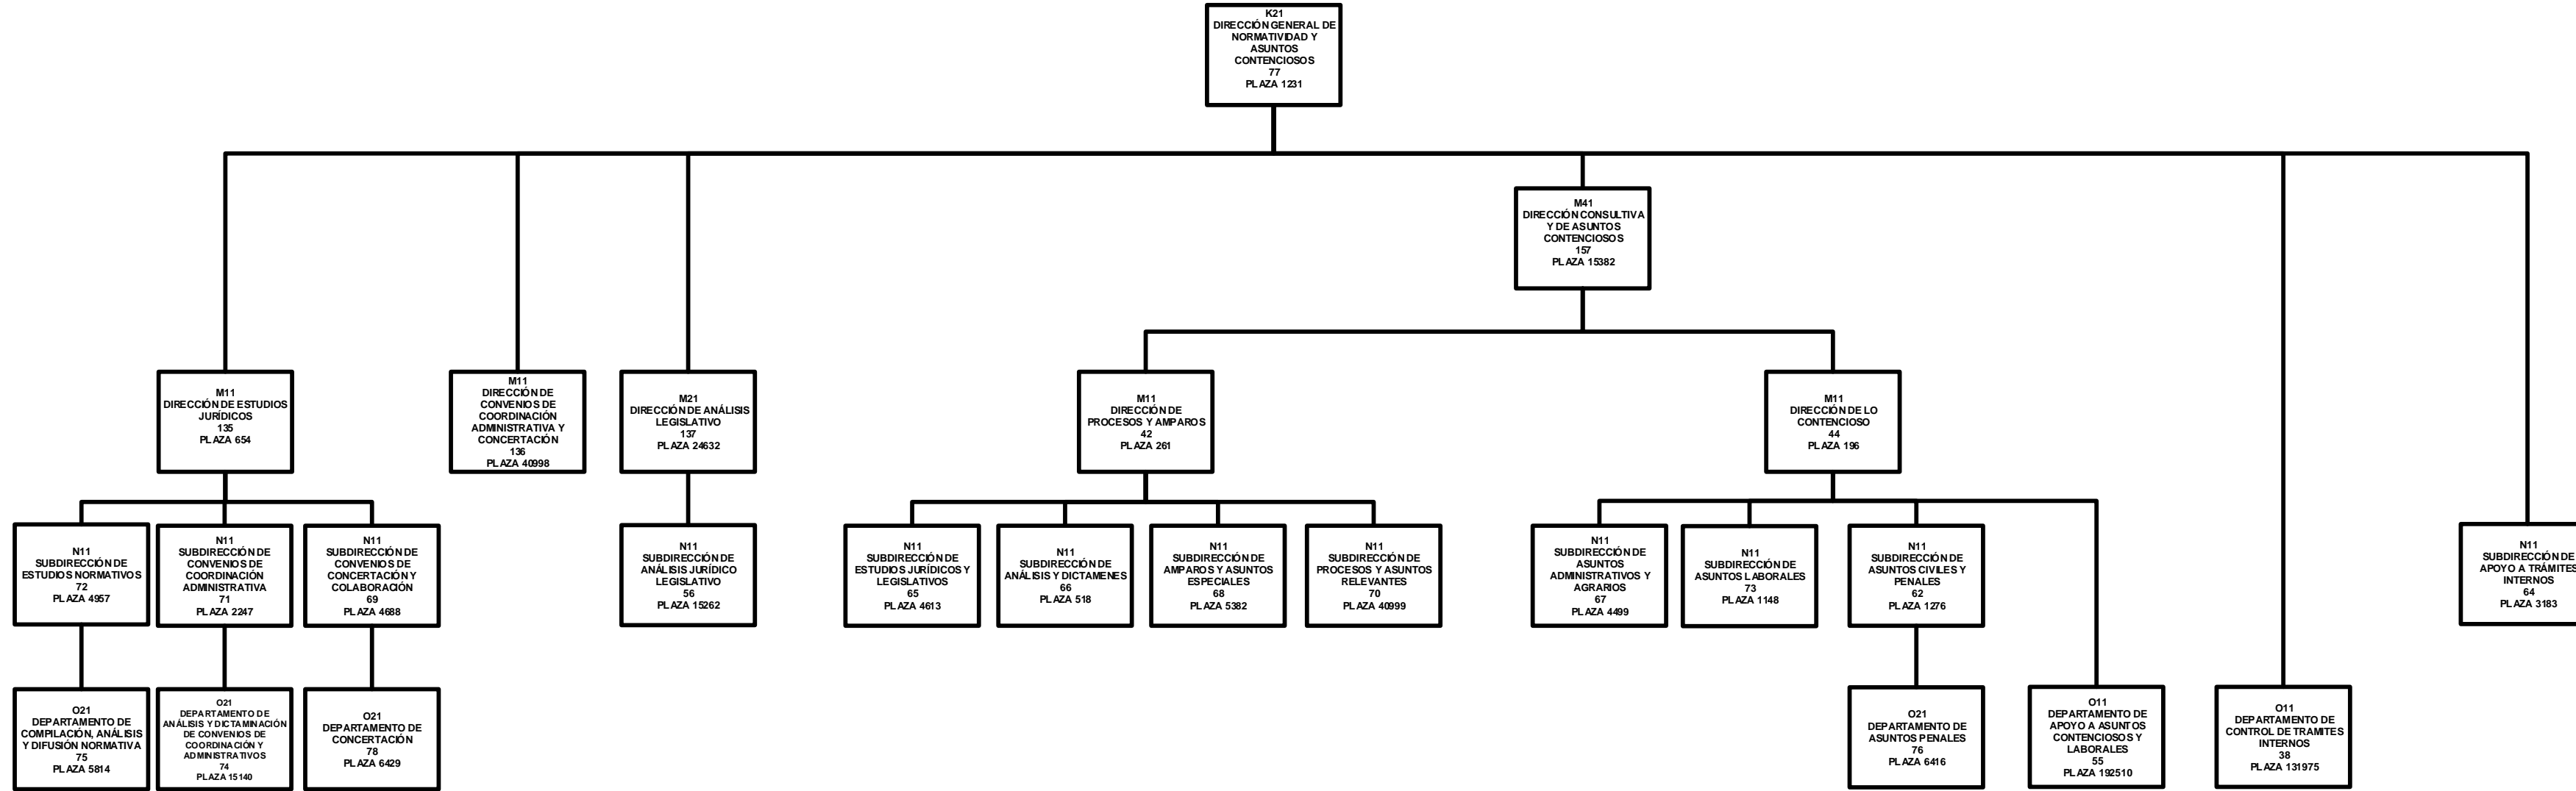 K21
DIRECCIÓN GENERAL DE
NORMATIVIDAD Y
ASUNTOS
CONTENCIOSOS
77
PLAZA 1231
M41
DIRECCIÓN CONSULTIVA
Y DE ASUNTOS
CONTENCIOSOS
157
PLAZA 15382
M11
DIRECCIÓN DE ESTUDIOS
JURÍDICOS
135
PLAZA 654
M11
DIRECCIÓN DE
CONVENIOS DE
COORDINACIÓN
ADMINISTRATIVA Y
CONCERTACIÓN
136
PLAZA 40998
M21
DIRECCIÓN DE ANÁLISIS
LEGISLATIVO
137
PLAZA 24632
M11
DIRECCIÓN DE
PROCESOS Y AMPAROS
42
PLAZA 261
M11
DIRECCIÓN DE LO
CONTENCIOSO
44
PLAZA 196
N11
SUBDIRECCIÓN DE
ESTUDIOS NORMATIVOS
72
PLAZA 4957
N11
SUBDIRECCIÓN DE
CONVENIOS DE
COORDINACIÓN
ADMINISTRATIVA
71
PLAZA 2247
N11
SUBDIRECCIÓN DE
CONVENIOS DE
CONCERTACIÓN Y
COLABORACIÓN
69
PLAZA 4688
N11
SUBDIRECCIÓN DE
ANÁLISIS JURÍDICO
LEGISLATIVO
56
PLAZA 15262
N11
SUBDIRECCIÓN DE
ESTUDIOS JURÍDICOS Y
LEGISLATIVOS
65
PLAZA 4613
N11
SUBDIRECCIÓN DE
ANÁLISIS Y DICTAMENES
66
PLAZA 518
N11
SUBDIRECCIÓN DE
AMPAROS Y ASUNTOS
ESPECIALES
68
PLAZA 5382
N11
SUBDIRECCIÓN DE
PROCESOS Y ASUNTOS
RELEVANTES
70
PLAZA 40999
N11
SUBDIRECCIÓN DE
ASUNTOS
ADMINISTRATIVOS Y
AGRARIOS
67
PLAZA 4499
N11
SUBDIRECCIÓN DE
ASUNTOS LABORALES
73
PLAZA 1148
N11
SUBDIRECCIÓN DE
ASUNTOS CIVILES Y
PENALES
62
PLAZA 1276
N11
SUBDIRECCIÓN DE
APOYO A TRÁMITES
INTERNOS
64
PLAZA 3183
O21
DEPARTAMENTO DE
COMPILACIÓN, ANÁLISIS
Y DIFUSIÓN NORMATIVA
75
PLAZA 5814
O21
DEPARTAMENTO DE
ANÁLISIS Y DICTAMINACIÓN
DE CONVENIOS DE
COORDINACIÓN Y
ADMINISTRATIVOS
74
PLAZA 15140
O21
DEPARTAMENTO DE
CONCERTACIÓN
78
PLAZA 6429
O21
DEPARTAMENTO DE
ASUNTOS PENALES
76
PLAZA 6416
O11
DEPARTAMENTO DE
APOYO A ASUNTOS
CONTENCIOSOS Y
LABORALES
55
PLAZA 192510
O11
DEPARTAMENTO DE
CONTROL DE TRAMITES
INTERNOS
38
PLAZA 131975